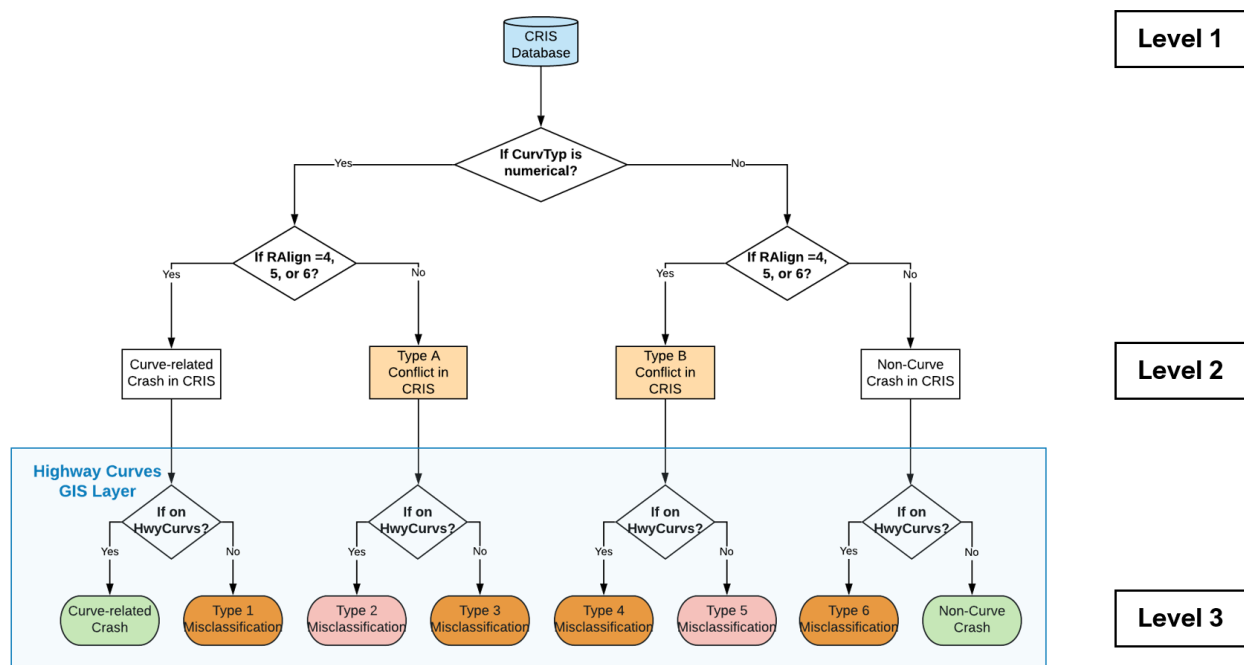 CRIS
Database
Level 1
If CurvTyp is
numerical?
Yes
No
If RAlign =4,
5, or 6?
Yes
No
If RAlign =4,
5, or 6?
Yes
No
Curve-related
Crash in CRIS
Type A
Conflict in
CRIS
Type B
Conflict in
CRIS
Non-Curve
Crash in CRIS
Level 2
Highway Curves
GIS Layer
If on
HwyCurvs?
Yes
No
If on
HwyCurvs?
Yes
No
If on
HwyCurvs?
Yes
No
If on
HwyCurvs?
Yes
No
Curve-related
Crash
Type 1
Misclassification
Type 2
Misclassification
Type 3
Misclassification
Type 4
Misclassification
Type 5
Misclassification
Type 6
Misclassification
Non-Curve
Crash
Level 3